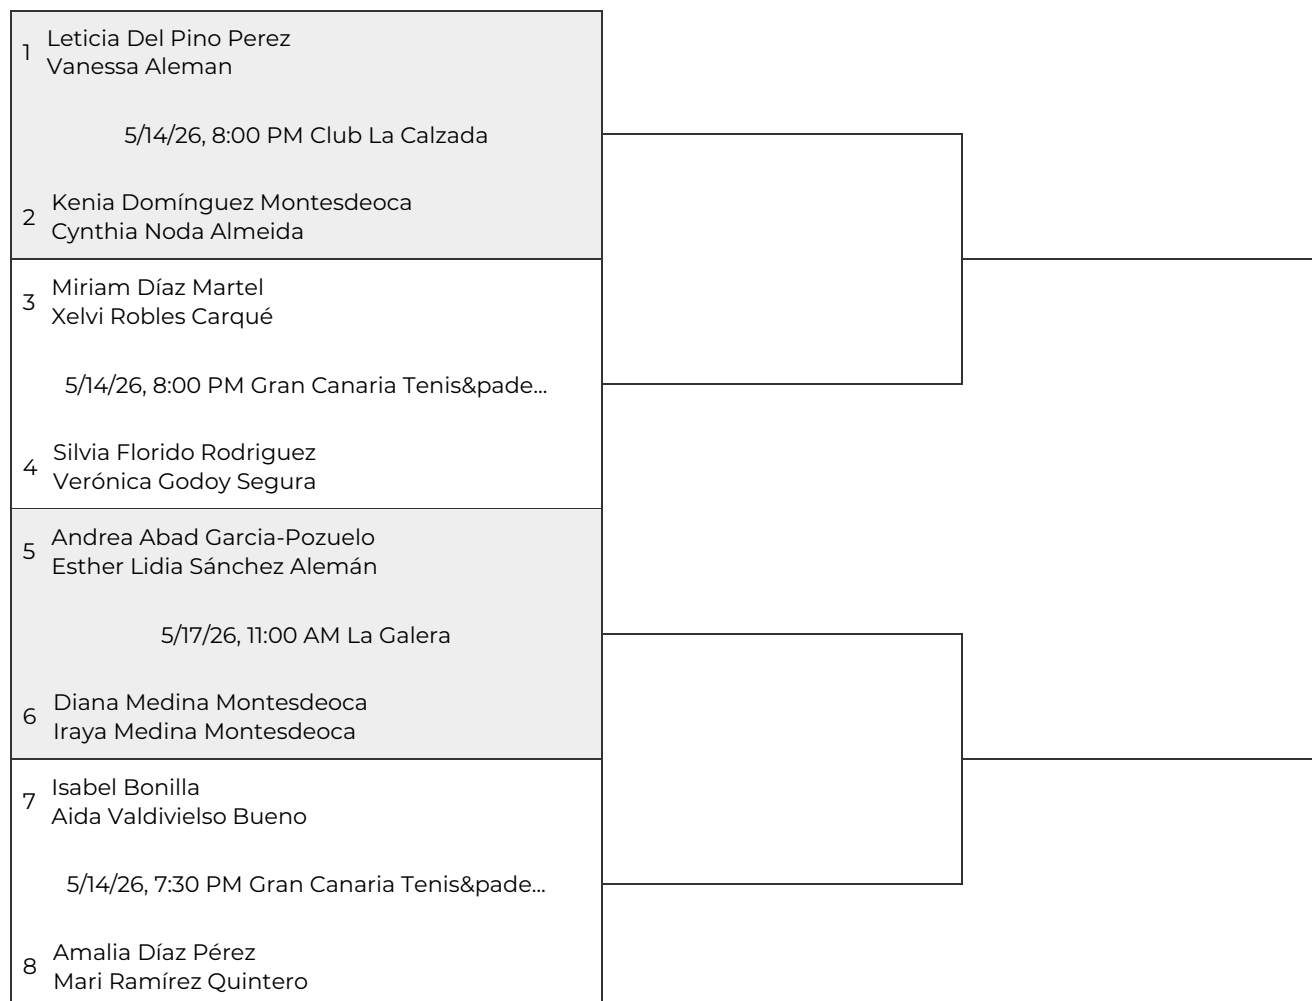 1
Leticia Del Pino Perez
Vanessa Aleman
5/14/26, 8:00 PM Club La Calzada
2
Kenia Domínguez Montesdeoca
Cynthia Noda Almeida
3
Miriam Díaz Martel
Xelvi Robles Carqué
5/14/26, 8:00 PM Gran Canaria Tenis&pade...
4
Silvia Florido Rodriguez
Verónica Godoy Segura
5
Andrea Abad Garcia-Pozuelo
Esther Lidia Sánchez Alemán
5/17/26, 11:00 AM La Galera
6
Diana Medina Montesdeoca
Iraya Medina Montesdeoca
7
Isabel Bonilla
Aida Valdivielso Bueno
5/14/26, 7:30 PM Gran Canaria Tenis&pade...
8
Amalia Díaz Pérez
Mari Ramírez Quintero